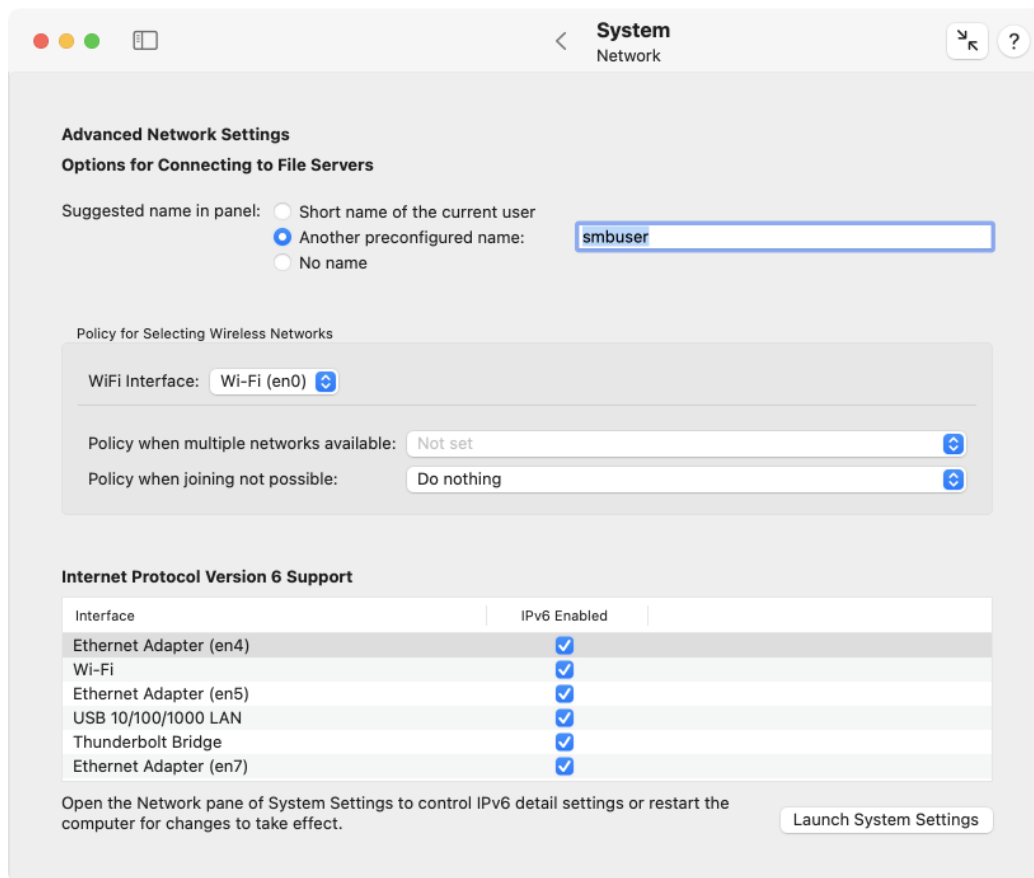 System
Network
?
Advanced Network Settings
Options for Connecting to File Servers
Suggested name in panel: Short name of the current user
Another preconfigured name: smbuser
No name
Policy for Selecting Wireless Networks
WiFi Interface: Wi-Fi (en0)
Policy when multiple networks available: Not set
Policy when joining not possible: Do nothing
Internet Protocol Version 6 Support
Interface IPv6 Enabled
Ethernet Adapter (en4)
Wi-Fi
Ethernet Adapter (en5)
USB 10/100/1000 LAN
Thunderbolt Bridge
Ethernet Adapter (en7)
Open the Network pane of System Settings to control IPv6 detail settings or restart the
computer for changes to take effect.
Launch System Settings